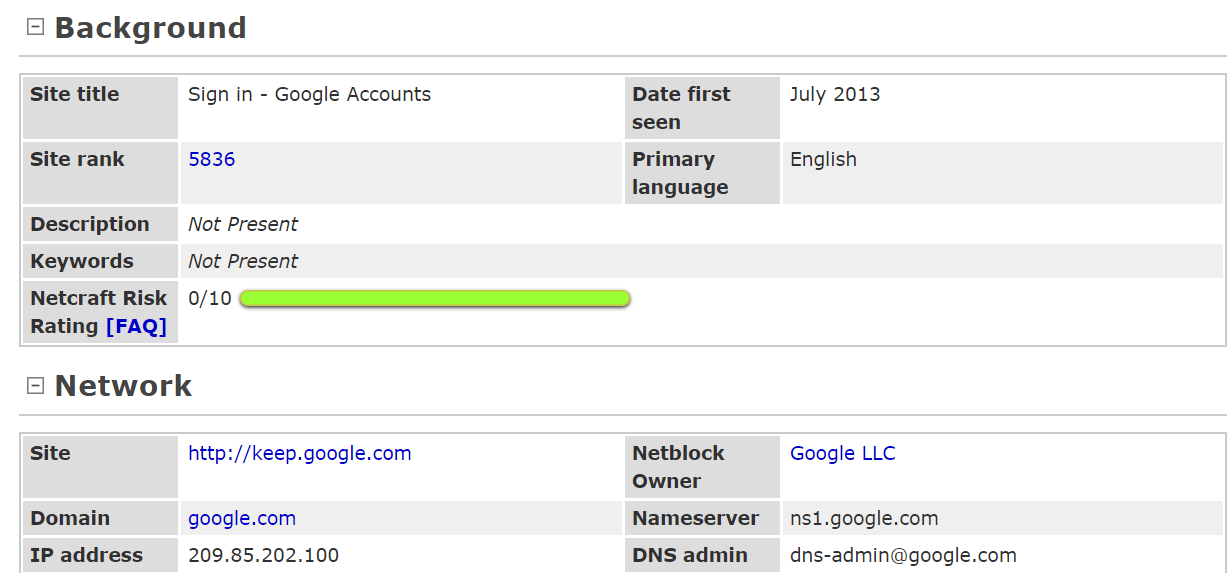 Background
Site title Sign in - Google Accounts Date first seen July 2013
Site rank 5836 Primary language English
Description Not Present
Keywords Not Present
Netcraft Risk Rating [FAQ] 0/10
Network
Site http://keep.google.com Netblock Owner Google LLC
Domain google.com Nameserver ns1.google.com
IP address 209.85.202.100 DNS admin dns-admin@google.com